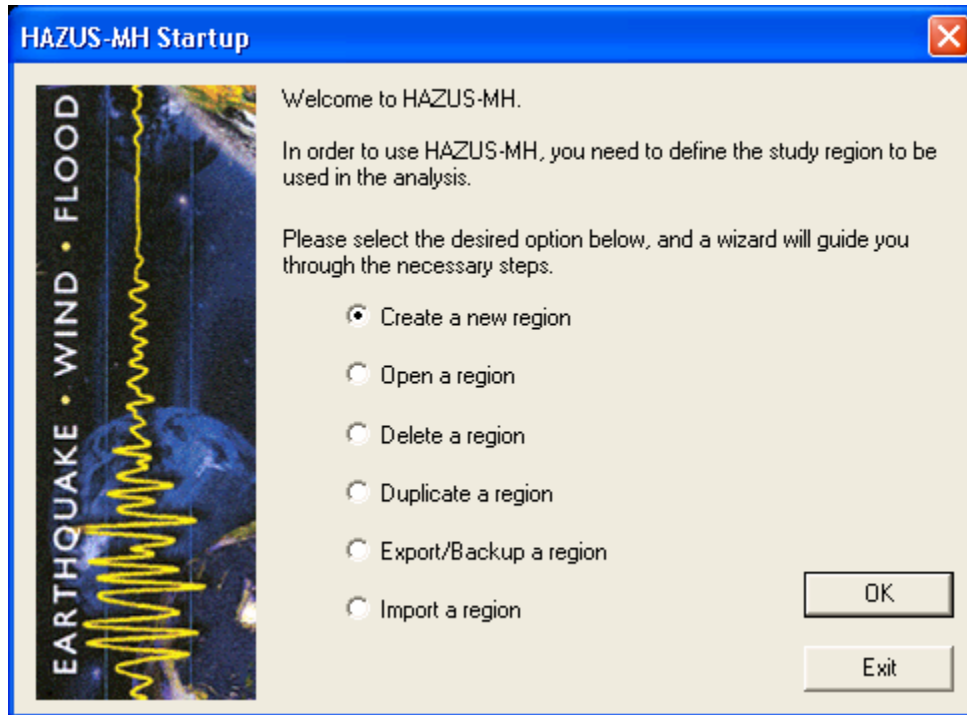 HAZUS-MH Startup
EARTHQUAKE • WIND • FLOOD
Welcome to HAZUS-MH.
In order to use HAZUS-MH, you need to define the study region to be
used in the analysis.
Please select the desired option below, and a wizard will guide you
through the necessary steps.
Create a new region
Open a region
Delete a region
Duplicate a region
Export/Backup a region
Import a region
OK
Exit